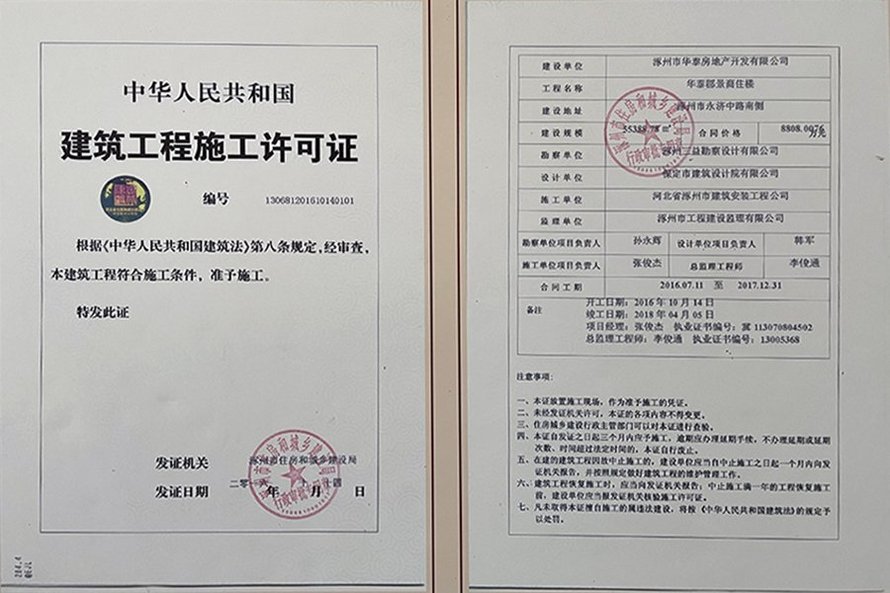 中华人民共和国
建筑工程施工许可证
编号 130681201610140101
根据《中华人民共和国建筑法》第八条规定,经审查,
本建筑工程符合施工条件，准予施工。
特发此证
发证机关 涿州市住房和城乡建设局
发证日期 年 月 日
建设单位 涿州市华泰房地产开发有限公司
工程名称 华泰郡景商住楼
建设地址 涿州市永济中路南侧
建设规模 55388.78 m² 合同价格 8808.00万元
勘察单位 涿州三益勘察设计有限公司
设计单位 保定市建筑设计院有限公司
施工单位 河北省涿州市建筑安装工程公司
监理单位 涿州市工程建设监理有限公司
勘察单位项目负责人 孙永辉 设计单位项目负责人 韩军
施工单位项目负责人 张俊杰 总监理工程师 李俊通
合同工期 2016.07.11 至 2017.12.31
备注 开工日期：2016 年 10 月 14 日
竣工日期：2018 年 04 月 05 日
项目经理：张俊杰 执业证书编号：冀 113070804502
总监理工程师：李俊通 执业证书编号：13005368
注意事项：
一、本证放置施工现场，作为准予施工的凭证。
二、未经发证机关许可，本证的各项内容不得变更。
三、住房城乡建设行政主管部门可以对本证进行查验。
四、本证自发证之日起三个月内应予施工，逾期应办理延期手续，不办理延期或延期
次数、时间超过法定时间的，本证自行废止。
五、在建的建筑工程因故中止施工的，建设单位应当自中止施工之日起一个月内向发
证机关报告，并按照规定做好建筑工程的维护管理工作。
六、建筑工程恢复施工时，应当向发证机关报告；中止施工满一年的工程恢复施工
前，建设单位应当报发证机关核验施工许可证。
七、凡未取得本证擅自施工的属违法建设，将按《中华人民共和国建筑法》的规定予
以处罚。